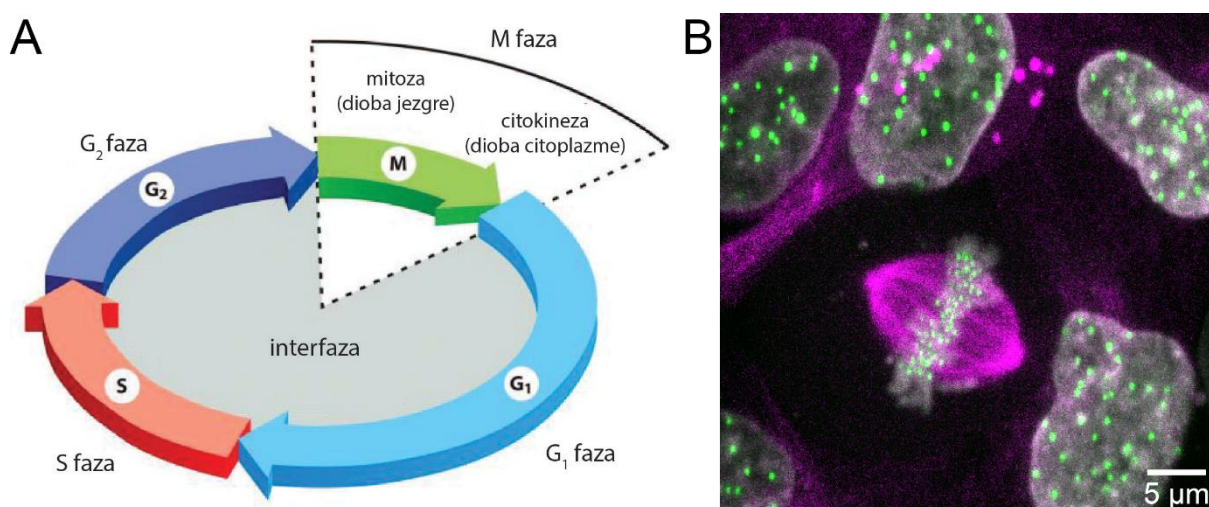 A
M faza
mitoza
(dioba jezgre)
citokineza
(dioba citoplazme)
G₂ faza
M
G₂
interfaza
S
G₁
S faza
G₁ faza
B
5 µm